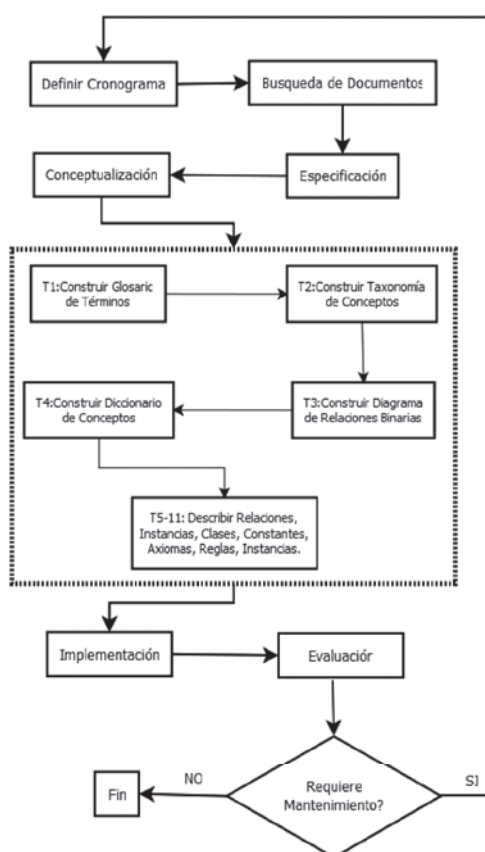 Definir Cronograma
Busqueda de Documentos
Conceptualización
Especificación
T1:Construir Glosaric
de Términos
T2:Construir Taxonomía
de Conceptos
T4:Construir Diccionario
de Conceptos
T3:Construir Diagrama
de Relaciones Binarias
T5-11: Describir Relaciones,
Instancias, Clases, Constantes,
Axiomas, Reglas, Instancias.
Implementación
Evaluaciór
NO
SI
Fin
Requiere
Mantenimiento?